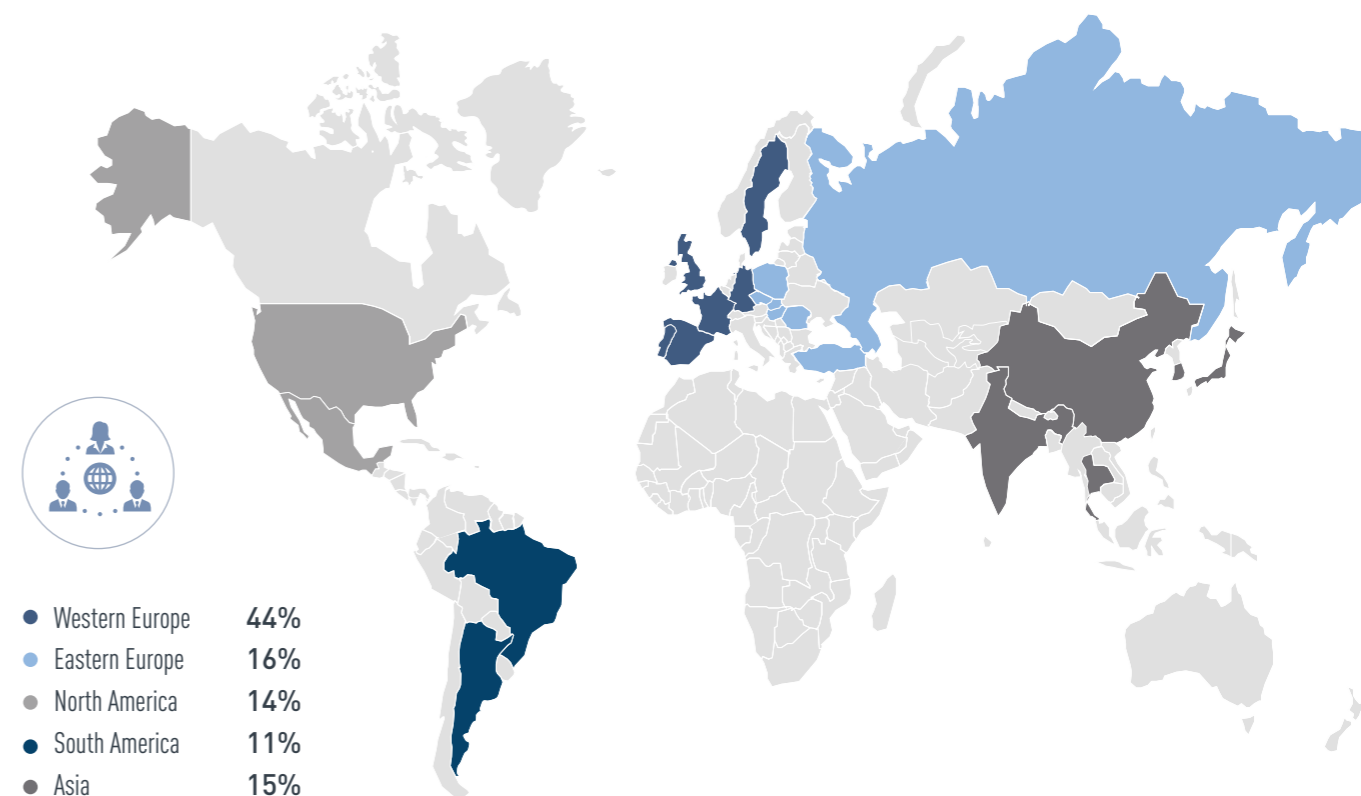 Western Europe 44%
Eastern Europe 16%
North America 14%
South America 11%
Asia 15%